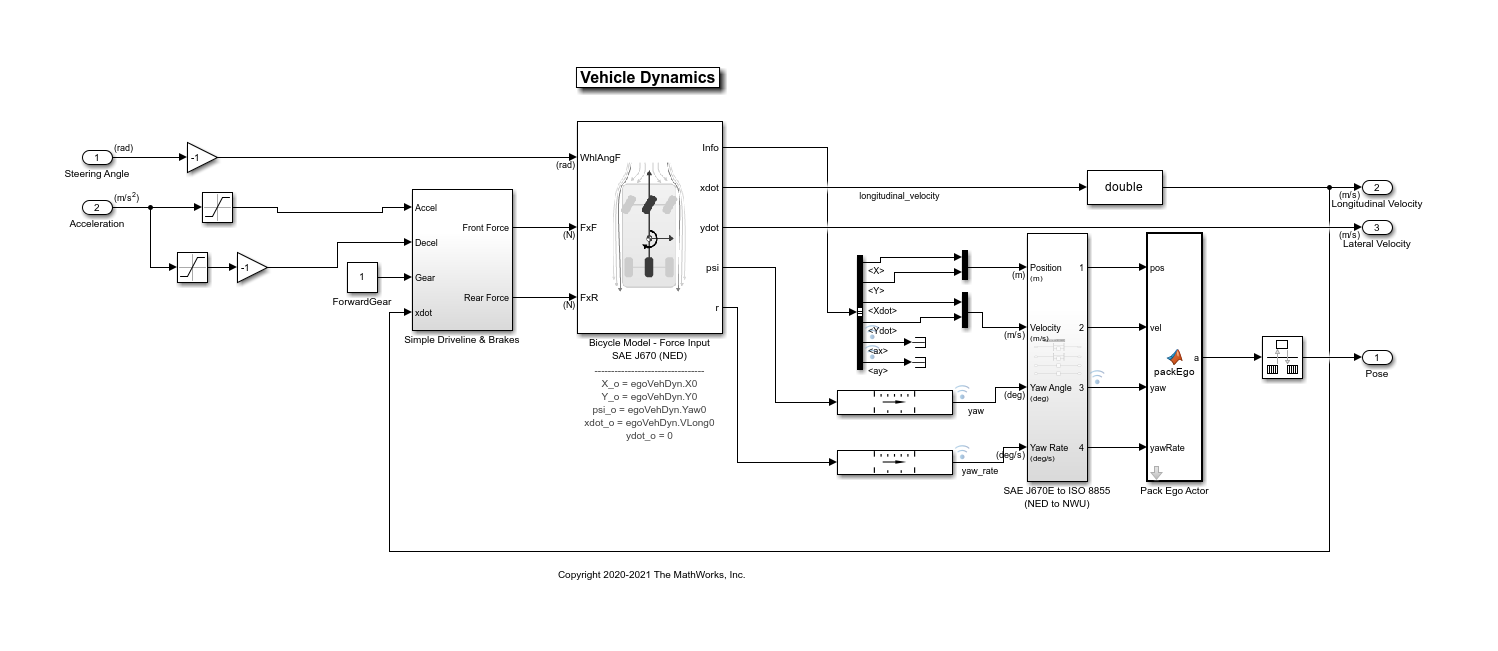 Vehicle Dynamics
1
(rad)
Steering Angle
-1
2
(m/s2)
Acceleration
-1
1
ForwardGear
Accel
Decel
Gear
xdot
Front Force
Rear Force
Simple Driveline & Brakes
(rad)
(N)
(N)
WhlAngF
FxF
FxR
Info
xdot
ydot
psi
r
Bicycle Model - Force Input
SAE J670 (NED)
----------------------------------
X_o = egoVehDyn.X0
Y_o = egoVehDyn.Y0
psi_o = egoVehDyn.Yaw0
xdot_o = egoVehDyn.VLong0
ydot_o = 0
longitudinal_velocity
double
<X>
<Y>
<Xdot>
<Ydot>
<ax>
<ay>
yaw
yaw_rate
(m)
(m/s)
(deg)
(deg/s)
Position
(m)
Velocity
(m/s)
Yaw Angle
(deg)
Yaw Rate
(deg/s)
1
2
3
4
SAE J670E to ISO 8855
(NED to NWU)
pos
vel
yaw
yawRate
a
packEgo
Pack Ego Actor
2
(m/s)
Longitudinal Velocity
3
(m/s)
Lateral Velocity
1
Pose
Copyright 2020-2021 The MathWorks, Inc.